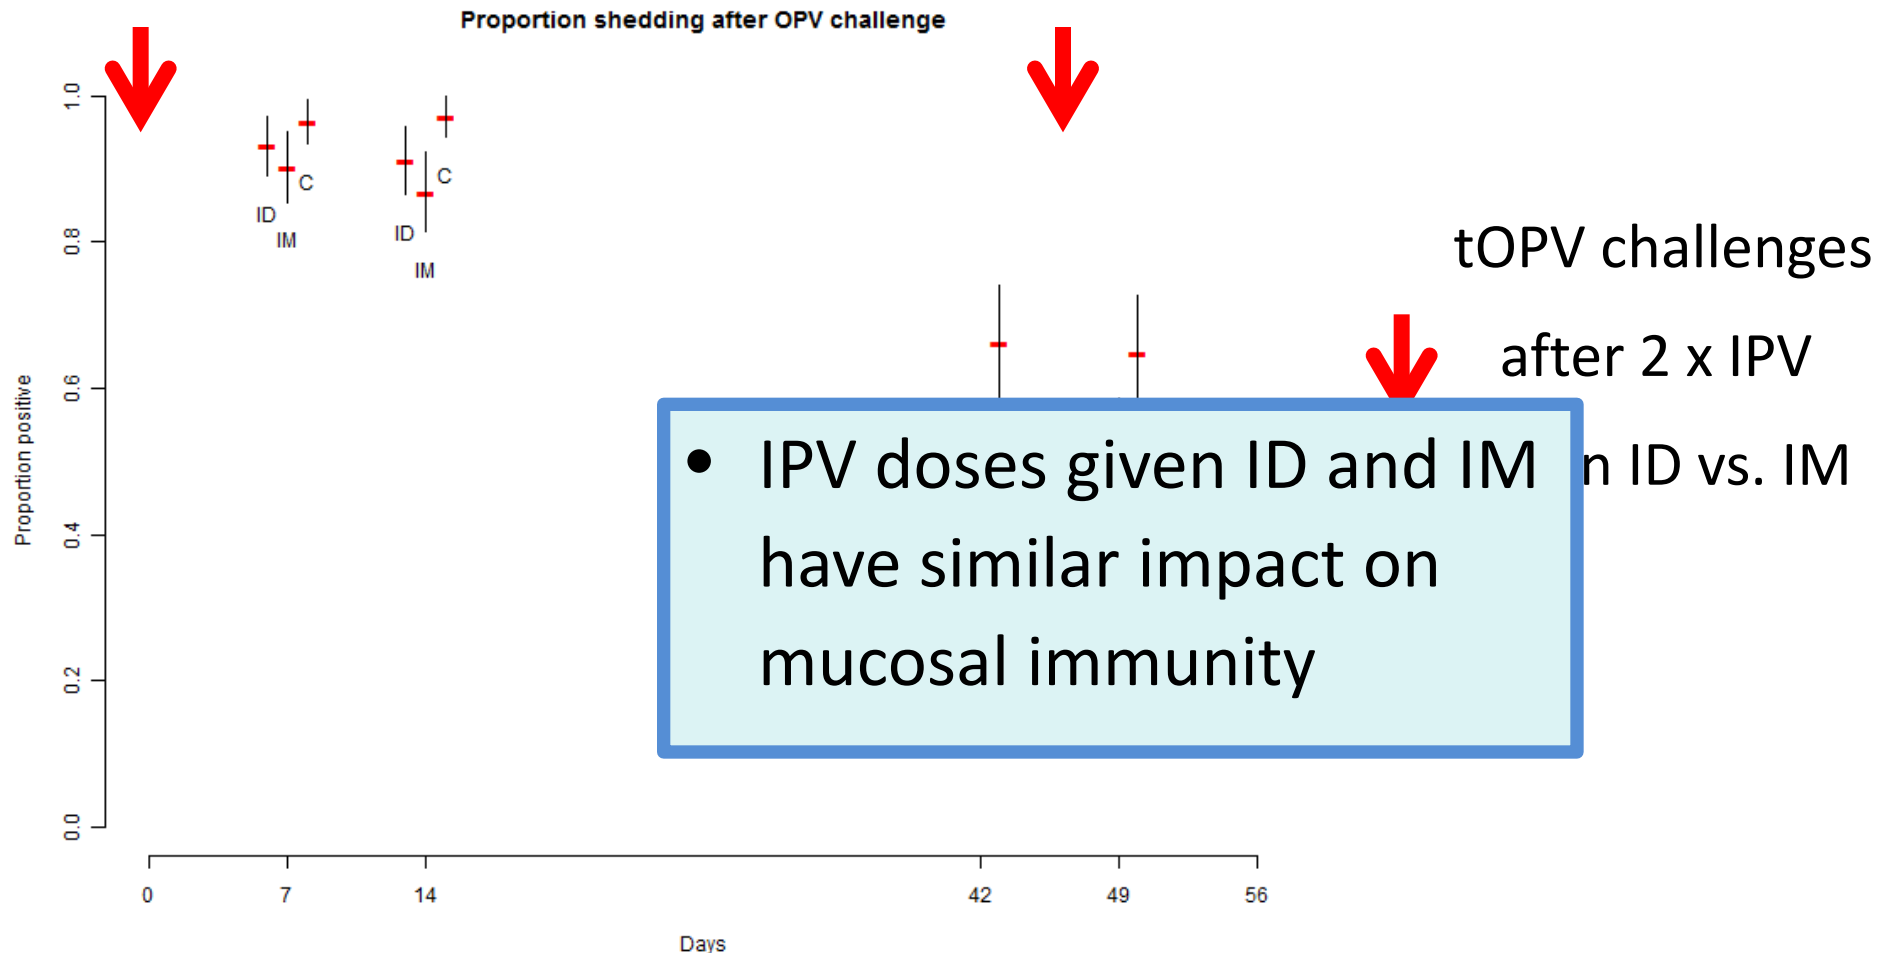 Proportion shedding after OPV challenge
1.0
0.8
0.6
0.4
0.2
0.0
Proportion positive
ID
IM
C
ID
IM
C
tOPV challenges
after 2 x IPV
n ID vs. IM
• IPV doses given ID and IM
have similar impact on
mucosal immunity
0 7 14 42 49 56
Days